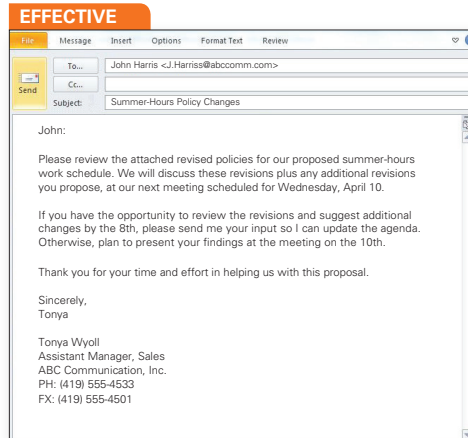 EFFECTIVE
File Message Insert Options Format Text Review
To... John Harris <J.Harriss@abccomm.com>
Send
Cc...
Subject: Summer-Hours Policy Changes
John:
Please review the attached revised policies for our proposed summer-hours
work schedule. We will discuss these revisions plus any additional revisions
you propose, at our next meeting scheduled for Wednesday, April 10.
If you have the opportunity to review the revisions and suggest additional
changes by the 8th, please send me your input so I can update the agenda.
Otherwise, plan to present your findings at the meeting on the 10th.
Thank you for your time and effort in helping us with this proposal.
Sincerely,
Tonya
Tonya Wyoll
Assistant Manager, Sales
ABC Communication, Inc.
PH: (419) 555-4533
FX: (419) 555-4501